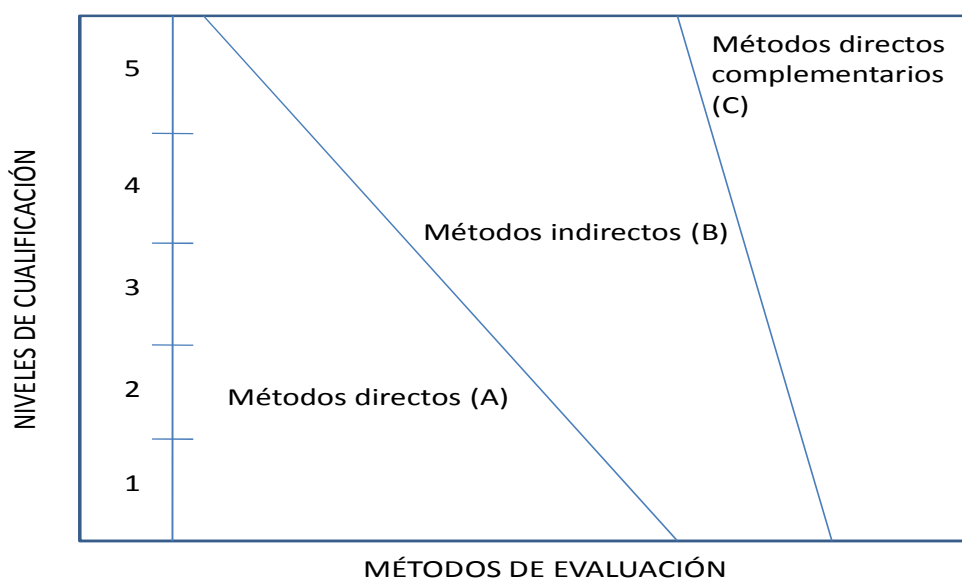 NIVELES DE CUALIFICACIÓN
5
4
3
2
1
Métodos directos
complementarios
(C)
Métodos indirectos (B)
Métodos directos (A)
MÉTODOS DE EVALUACIÓN